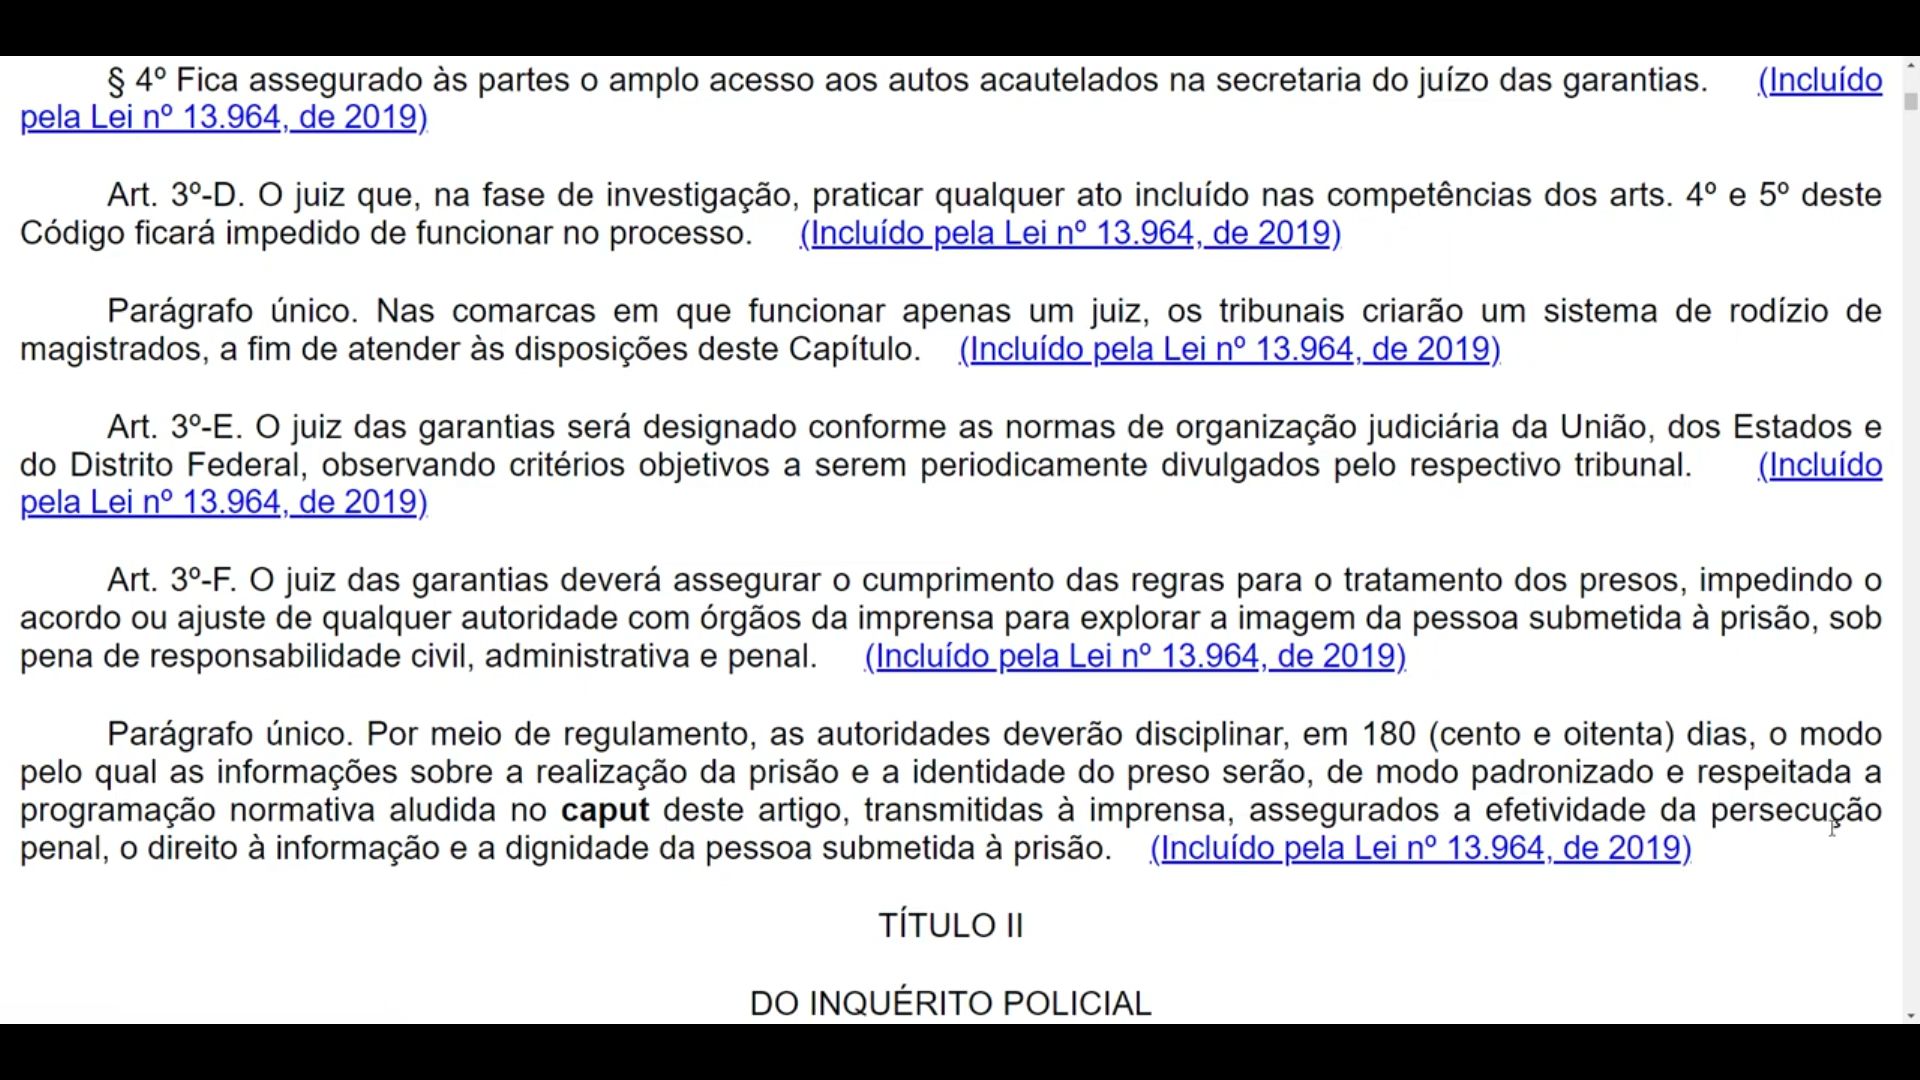 § 4º Fica assegurado às partes o amplo acesso aos autos acautelados na secretaria do juízo das garantias. (Incluído
pela Lei nº 13.964, de 2019)
Art. 3º-D. O juiz que, na fase de investigação, praticar qualquer ato incluído nas competências dos arts. 4º e 5º deste
Código ficará impedido de funcionar no processo. (Incluído pela Lei nº 13.964, de 2019)
Parágrafo único. Nas comarcas em que funcionar apenas um juiz, os tribunais criarão um sistema de rodízio de
magistrados, a fim de atender às disposições deste Capítulo. (Incluído pela Lei nº 13.964, de 2019)
Art. 3º-E. O juiz das garantias será designado conforme as normas de organização judiciária da União, dos Estados e
do Distrito Federal, observando critérios objetivos a serem periodicamente divulgados pelo respectivo tribunal. (Incluído
pela Lei nº 13.964, de 2019)
Art. 3º-F. O juiz das garantias deverá assegurar o cumprimento das regras para o tratamento dos presos, impedindo o
acordo ou ajuste de qualquer autoridade com órgãos da imprensa para explorar a imagem da pessoa submetida à prisão, sob
pena de responsabilidade civil, administrativa e penal. (Incluído pela Lei nº 13.964, de 2019)
Parágrafo único. Por meio de regulamento, as autoridades deverão disciplinar, em 180 (cento e oitenta) dias, o modo
pelo qual as informações sobre a realização da prisão e a identidade do preso serão, de modo padronizado e respeitada a
programação normativa aludida no caput deste artigo, transmitidas à imprensa, assegurados a efetividade da persecução
penal, o direito à informação e a dignidade da pessoa submetida à prisão. (Incluído pela Lei nº 13.964, de 2019)
TÍTULO II
DO INQUÉRITO POLICIAL